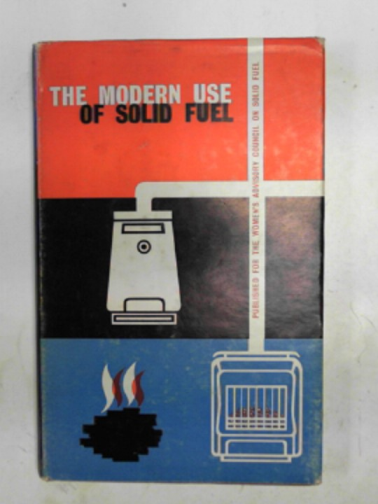 THE MODERN USE
OF SOLID FUEL
PUBLISHED FOR THE WOMEN'S ADVISORY COUNCIL ON SOLID FUEL